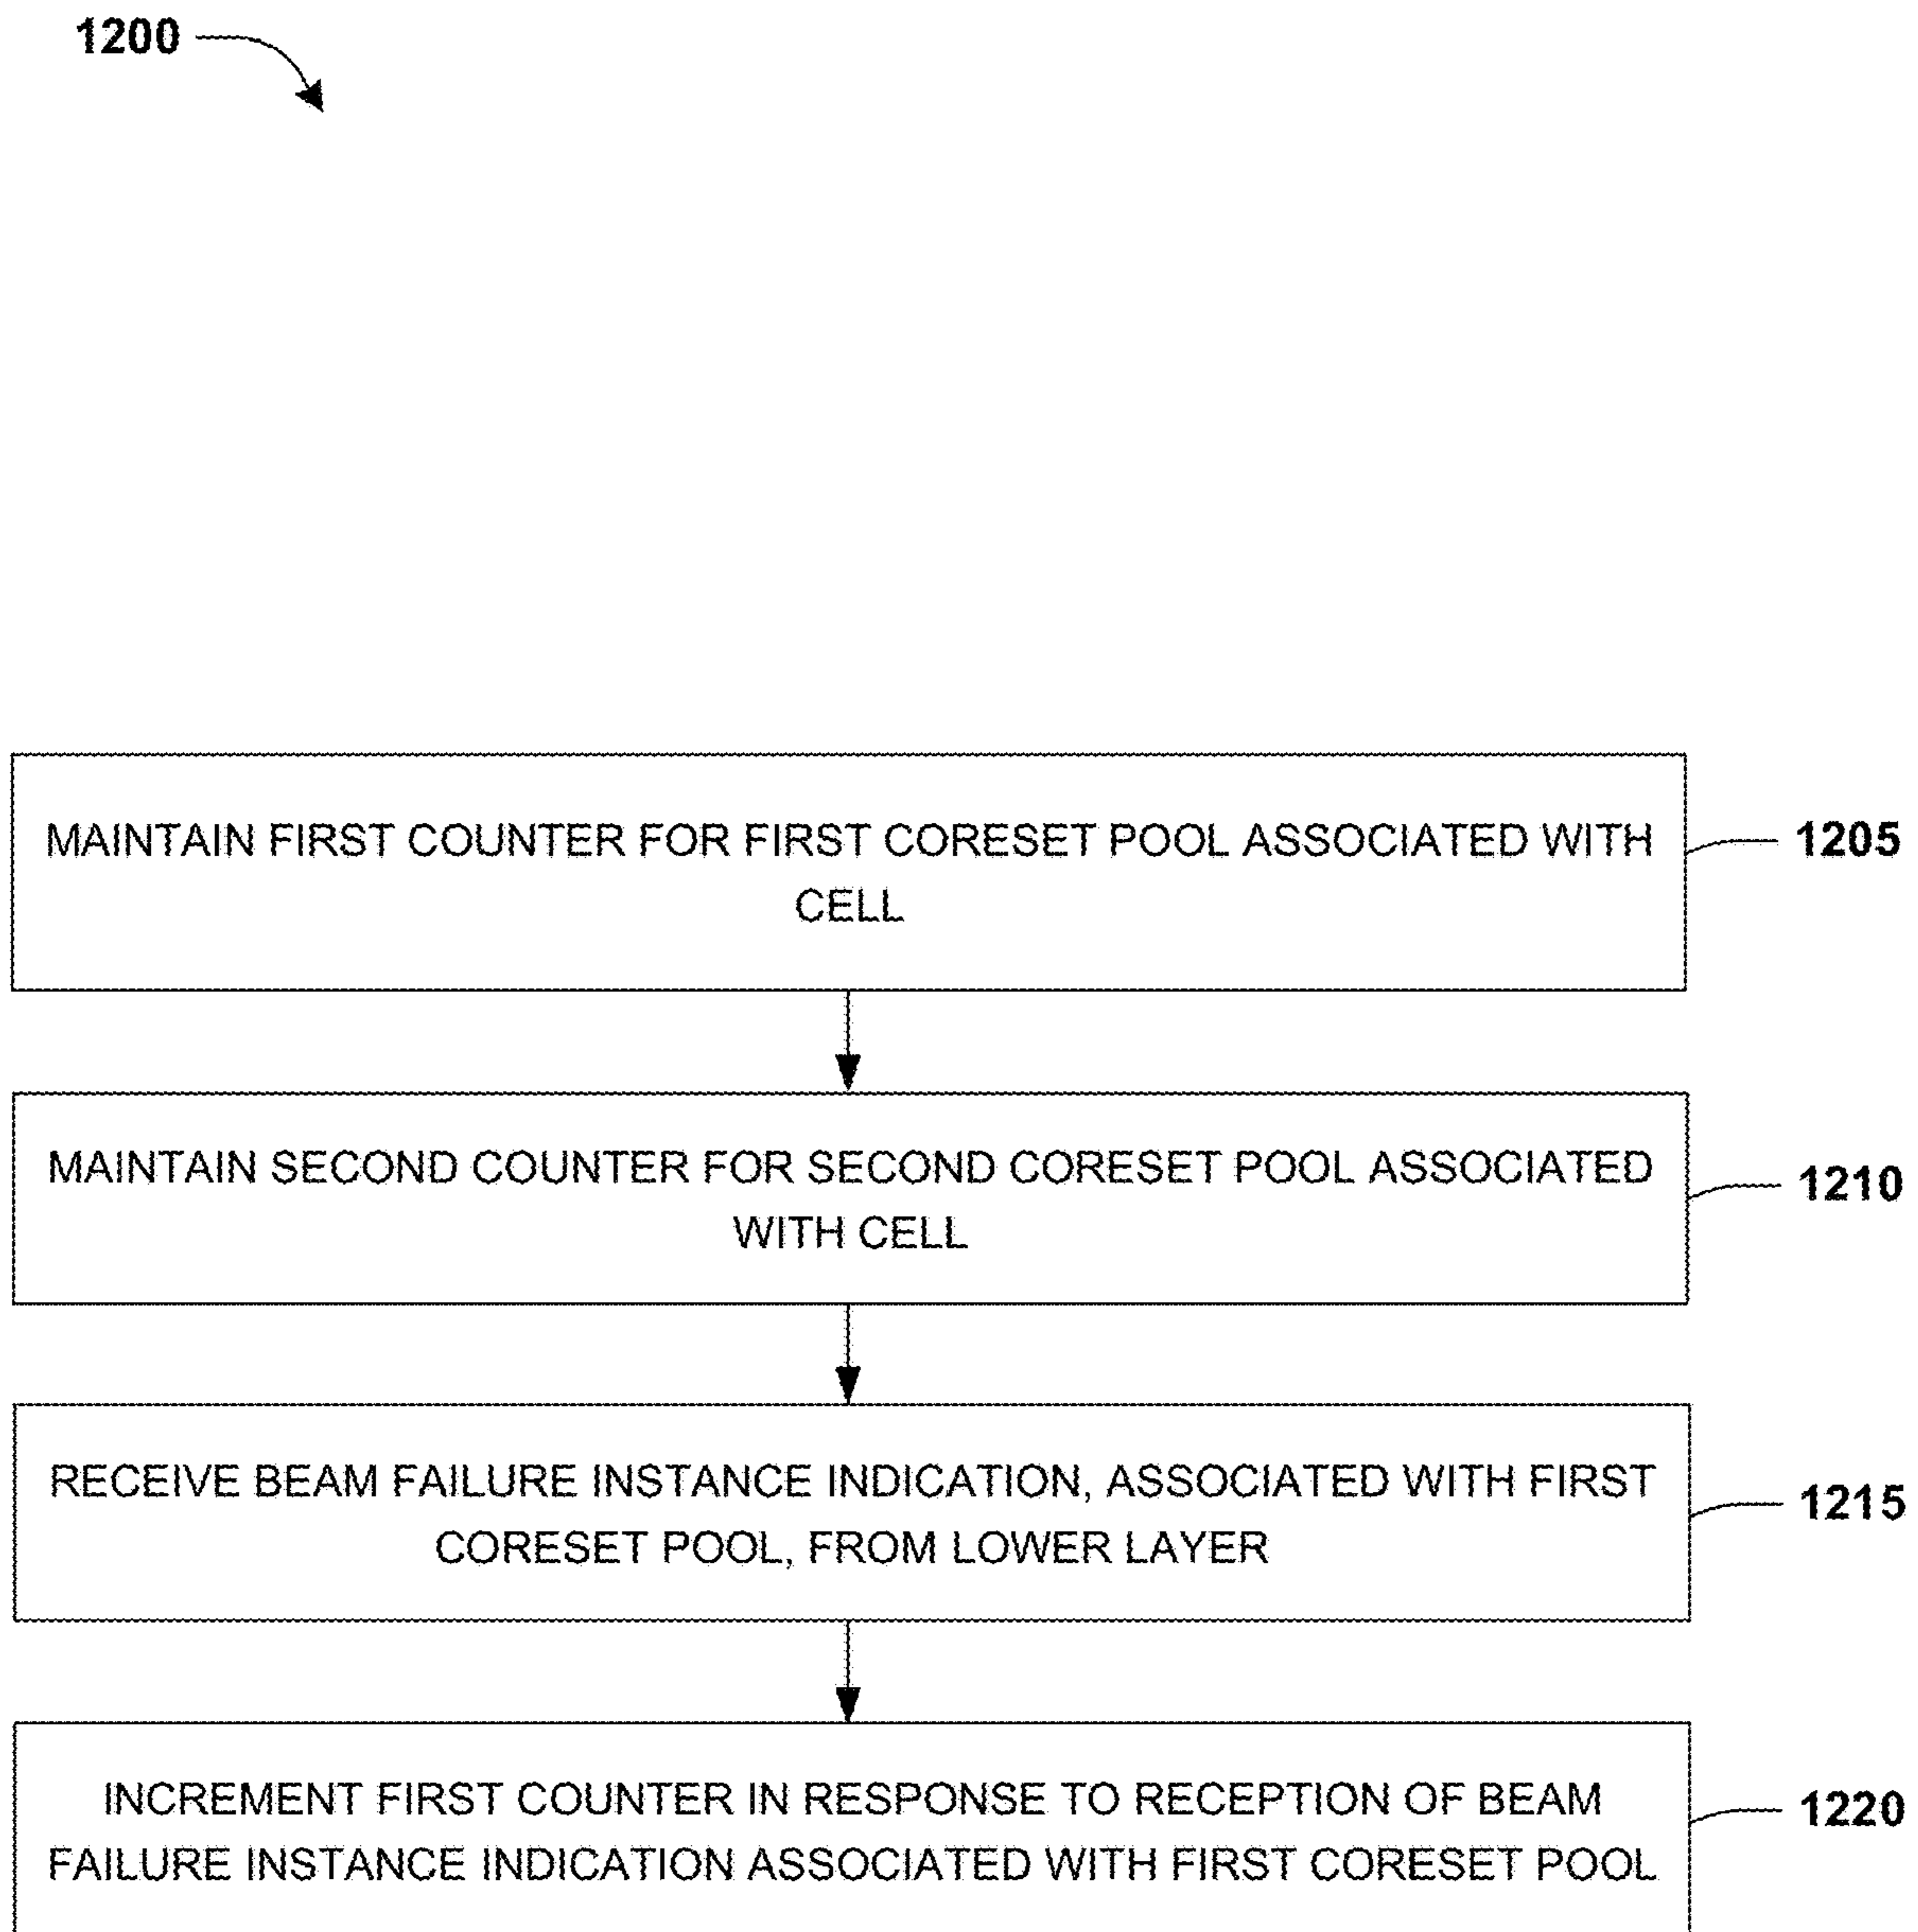 1200
MAINTAIN FIRST COUNTER FOR FIRST CORESET POOL ASSOCIATED WITH
CELL
1205
MAINTAIN SECOND COUNTER FOR SECOND CORESET POOL ASSOCIATED
WITH CELL
1210
RECEIVE BEAM FAILURE INSTANCE INDICATION, ASSOCIATED WITH FIRST
CORESET POOL, FROM LOWER LAYER
1215
INCREMENT FIRST COUNTER IN RESPONSE TO RECEPTION OF BEAM
FAILURE INSTANCE INDICATION ASSOCIATED WITH FIRST CORESET POOL
1220